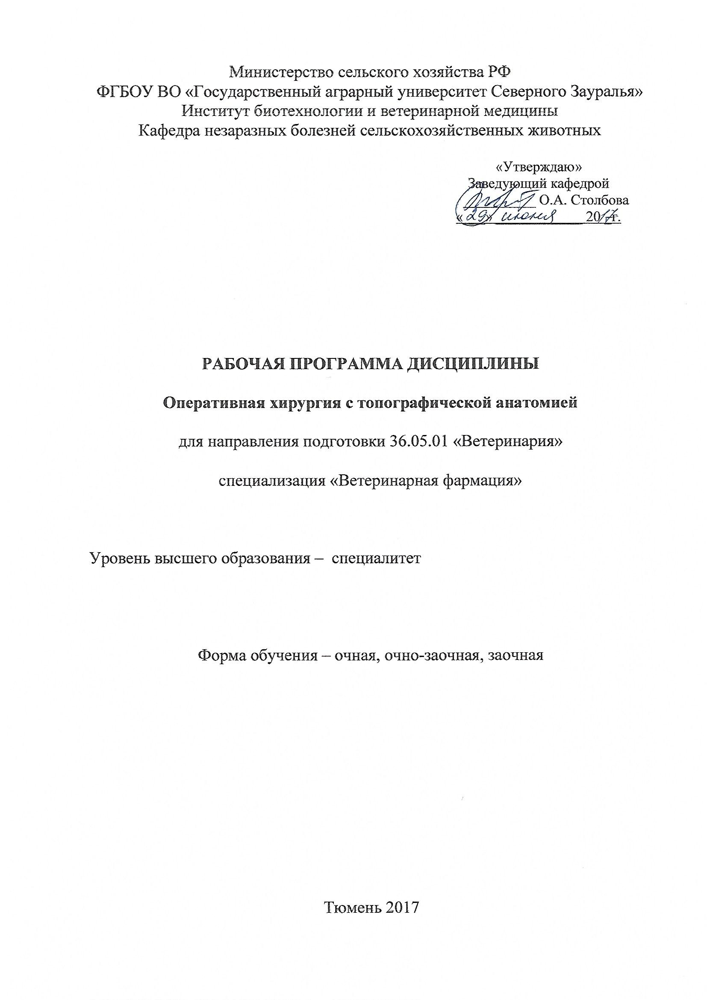 Министерство сельского хозяйства РФ
ФГБОУ ВО «Государственный аграрный университет Северного Зауралья»
Институт биотехнологии и ветеринарной медицины
Кафедра незаразных болезней сельскохозяйственных животных
«Утверждаю»
Заведующий кафедрой
О.А. Столбова
«29» июня 2017г.
РАБОЧАЯ ПРОГРАММА ДИСЦИПЛИНЫ
Оперативная хирургия с топографической анатомией
для направления подготовки 36.05.01 «Ветеринария»
специализация «Ветеринарная фармация»
Уровень высшего образования – специалитет
Форма обучения – очная, очно-заочная, заочная
Тюмень 2017